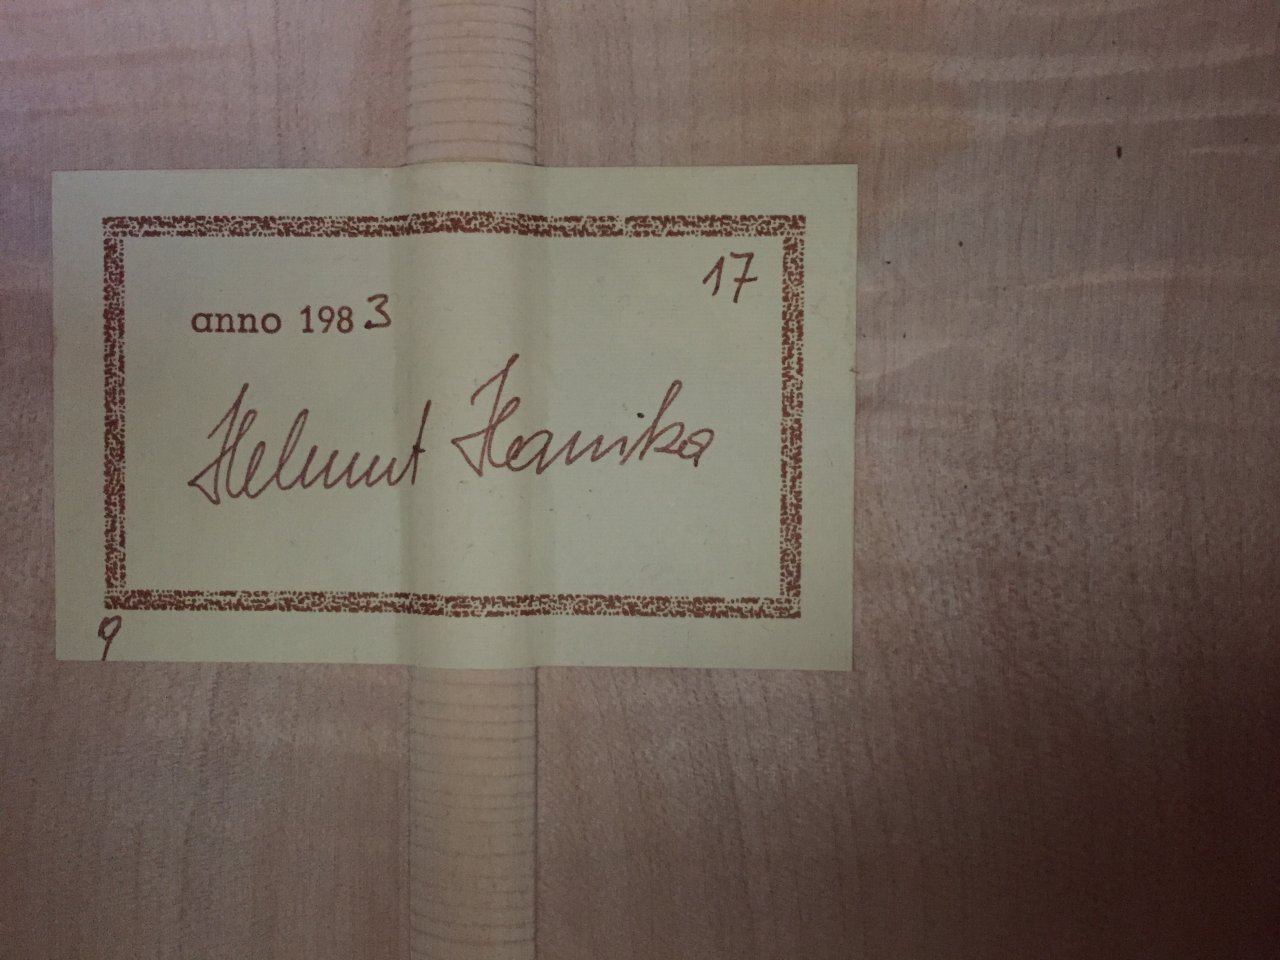 17
anno 1983
Helmut Hanika
9